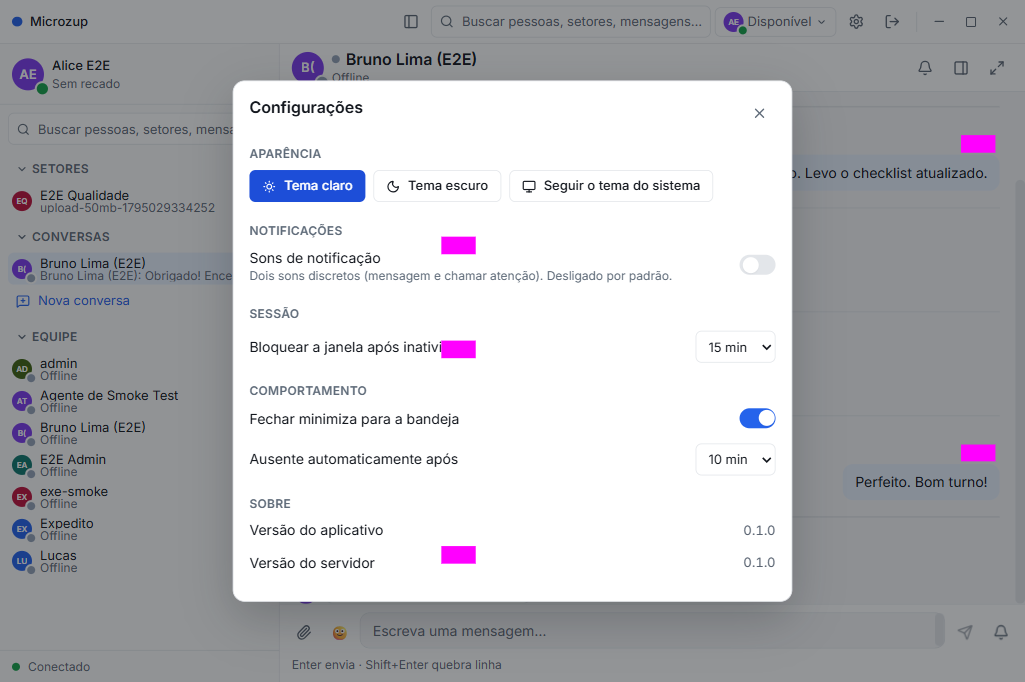 Microzup
Buscar pessoas, setores, mensagens...
AE
Disponível
AE
Alice E2E
Sem recado
B(
Bruno Lima (E2E)
Offline
Buscar pessoas, setores, mensa
SETORES
EQ
E2E Qualidade
upload-50mb-1795029334252
CONVERSAS
B(
Bruno Lima (E2E)
Bruno Lima (E2E): Obrigado! Ence
Nova conversa
EQUIPE
AD
admin
Offline
AT
Agente de Smoke Test
Offline
B(
Bruno Lima (E2E)
Offline
EA
E2E Admin
Offline
EX
exe-smoke
Offline
EX
Expedito
Offline
LU
Lucas
Offline
Conectado
Configurações
APARÊNCIA
Tema claro
Tema escuro
Seguir o tema do sistema
NOTIFICAÇÕES
Sons de notificação
Dois sons discretos (mensagem e chamar atenção). Desligado por padrão.
SESSÃO
Bloquear a janela após inativi
15 min
COMPORTAMENTO
Fechar minimiza para a bandeja
Ausente automaticamente após
10 min
SOBRE
Versão do aplicativo
0.1.0
Versão do servidor
0.1.0
o. Levo o checklist atualizado.
Perfeito. Bom turno!
Escreva uma mensagem...
Enter envia · Shift+Enter quebra linha